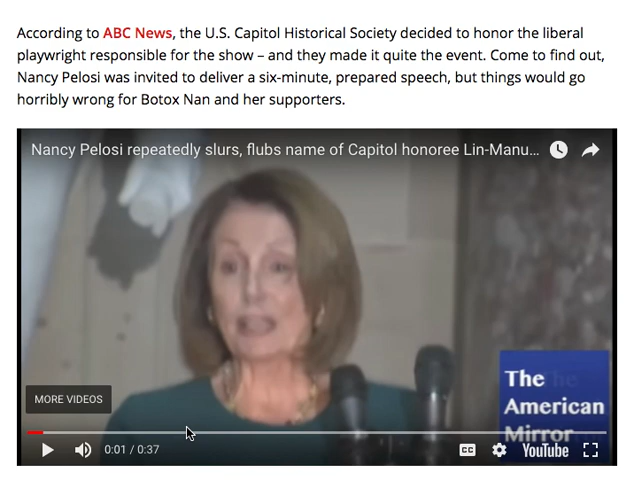 According to ABC News, the U.S. Capitol Historical Society decided to honor the liberal
playwright responsible for the show – and they made it quite the event. Come to find out,
Nancy Pelosi was invited to deliver a six-minute, prepared speech, but things would go
horribly wrong for Botox Nan and her supporters.
Nancy Pelosi repeatedly slurs, flubs name of Capitol honoree Lin-Manu...
MORE VIDEOS
The
American
Mirror
0:01 / 0:37
CC
YouTube